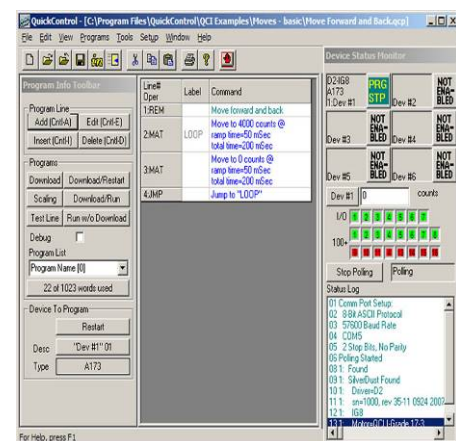 QuickControl - [C:\Program Files\QuickControl\QCI Examples\Moves - basic\Move Forward and Back.qcp]
File Edit View Programs Tools Setup Window Help
Program Info Toolbar
Program Line
Add (Cntl-A) Edit (Cntl-E)
Insert (Cntl-I) Delete (Cntl-D)
Programs
Download Download/Restart
Scaling Download/Run
Test Line Run w/o Download
Debug
Program List
Program Name [0]
22 of 1023 words used
Device To Program
Restart
Desc "Dev #1" 01
Type A173
Line# Oper Label Command
1:REM Move forward and back
2:MAT LOOP Move to 4000 counts @
ramp time=50 mSec
total time=200 mSec
3:MAT Move to 0 counts @
ramp time=50 mSec
total time=200 mSec
4:JMP Jump to "LOOP"
Device Status Monitor
D2-IG8
A173
1:Dev #1
PRG STP
Dev #2 NOT ENA-BLED
Dev #3 NOT ENA-BLED
Dev #4 NOT ENA-BLED
Dev #5 NOT ENA-BLED
Dev #6 NOT ENA-BLED
Dev #1 0 counts
I/O 1 2 3 4 5 6 7
100+
Stop Polling Polling
Status Log
01 Comm Port Setup:
02 8-Bit ASCII Protocol
03 57600 Baud Rate
04 COM5
05 2 Stop Bits, No Parity
06 Polling Started
08 1: Found
09 1: SilverDust Found
10 1: Driver=D2
11 1: sn=1000, rev 35-11 0924 2007
12 1: IG8
13 1: Motor=QCI I-Grade 17-3
For Help, press F1